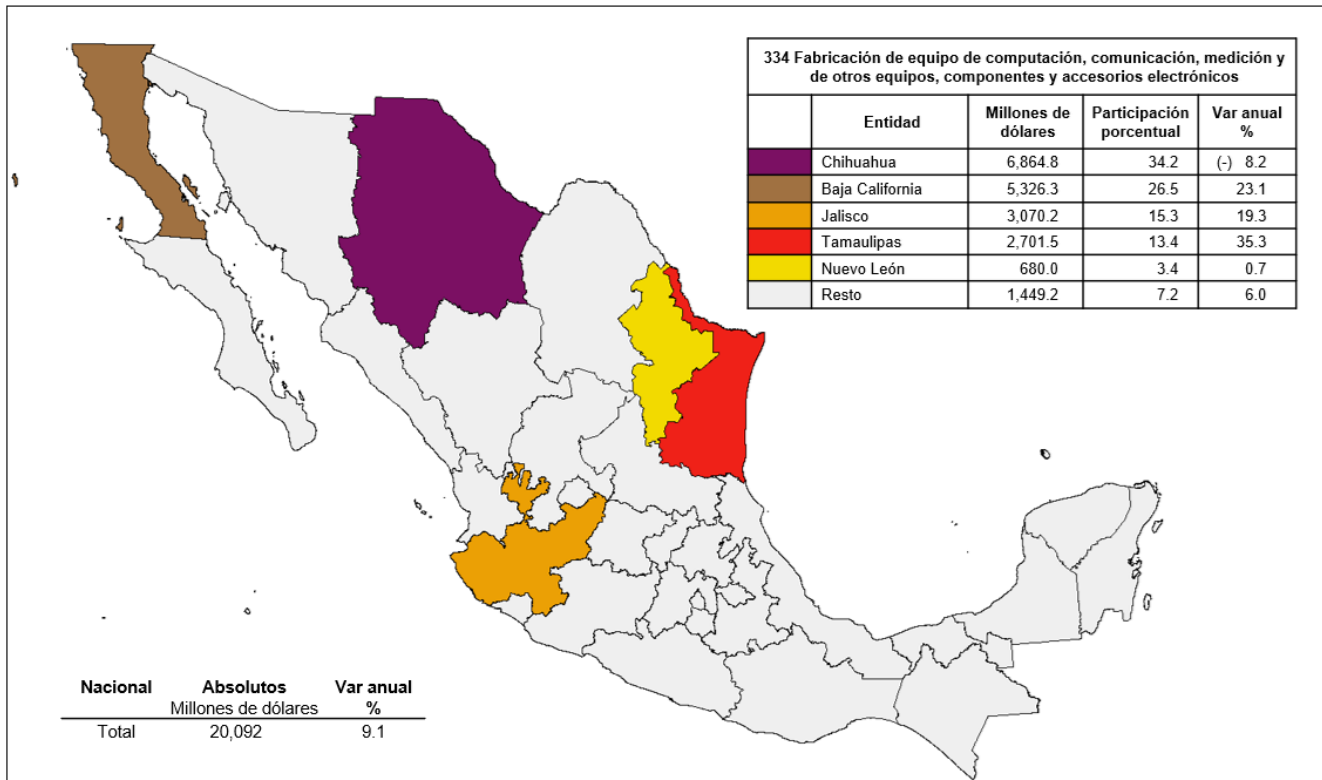 334 Fabricación de equipo de computación, comunicación, medición y
de otros equipos, componentes y accesorios electrónicos
Entidad Millones de dólares Participación porcentual Var anual %
Chihuahua 6,864.8 34.2 (-) 8.2
Baja California 5,326.3 26.5 23.1
Jalisco 3,070.2 15.3 19.3
Tamaulipas 2,701.5 13.4 35.3
Nuevo León 680.0 3.4 0.7
Resto 1,449.2 7.2 6.0
Nacional Absolutos Var anual
Millones de dólares %
Total 20,092 9.1